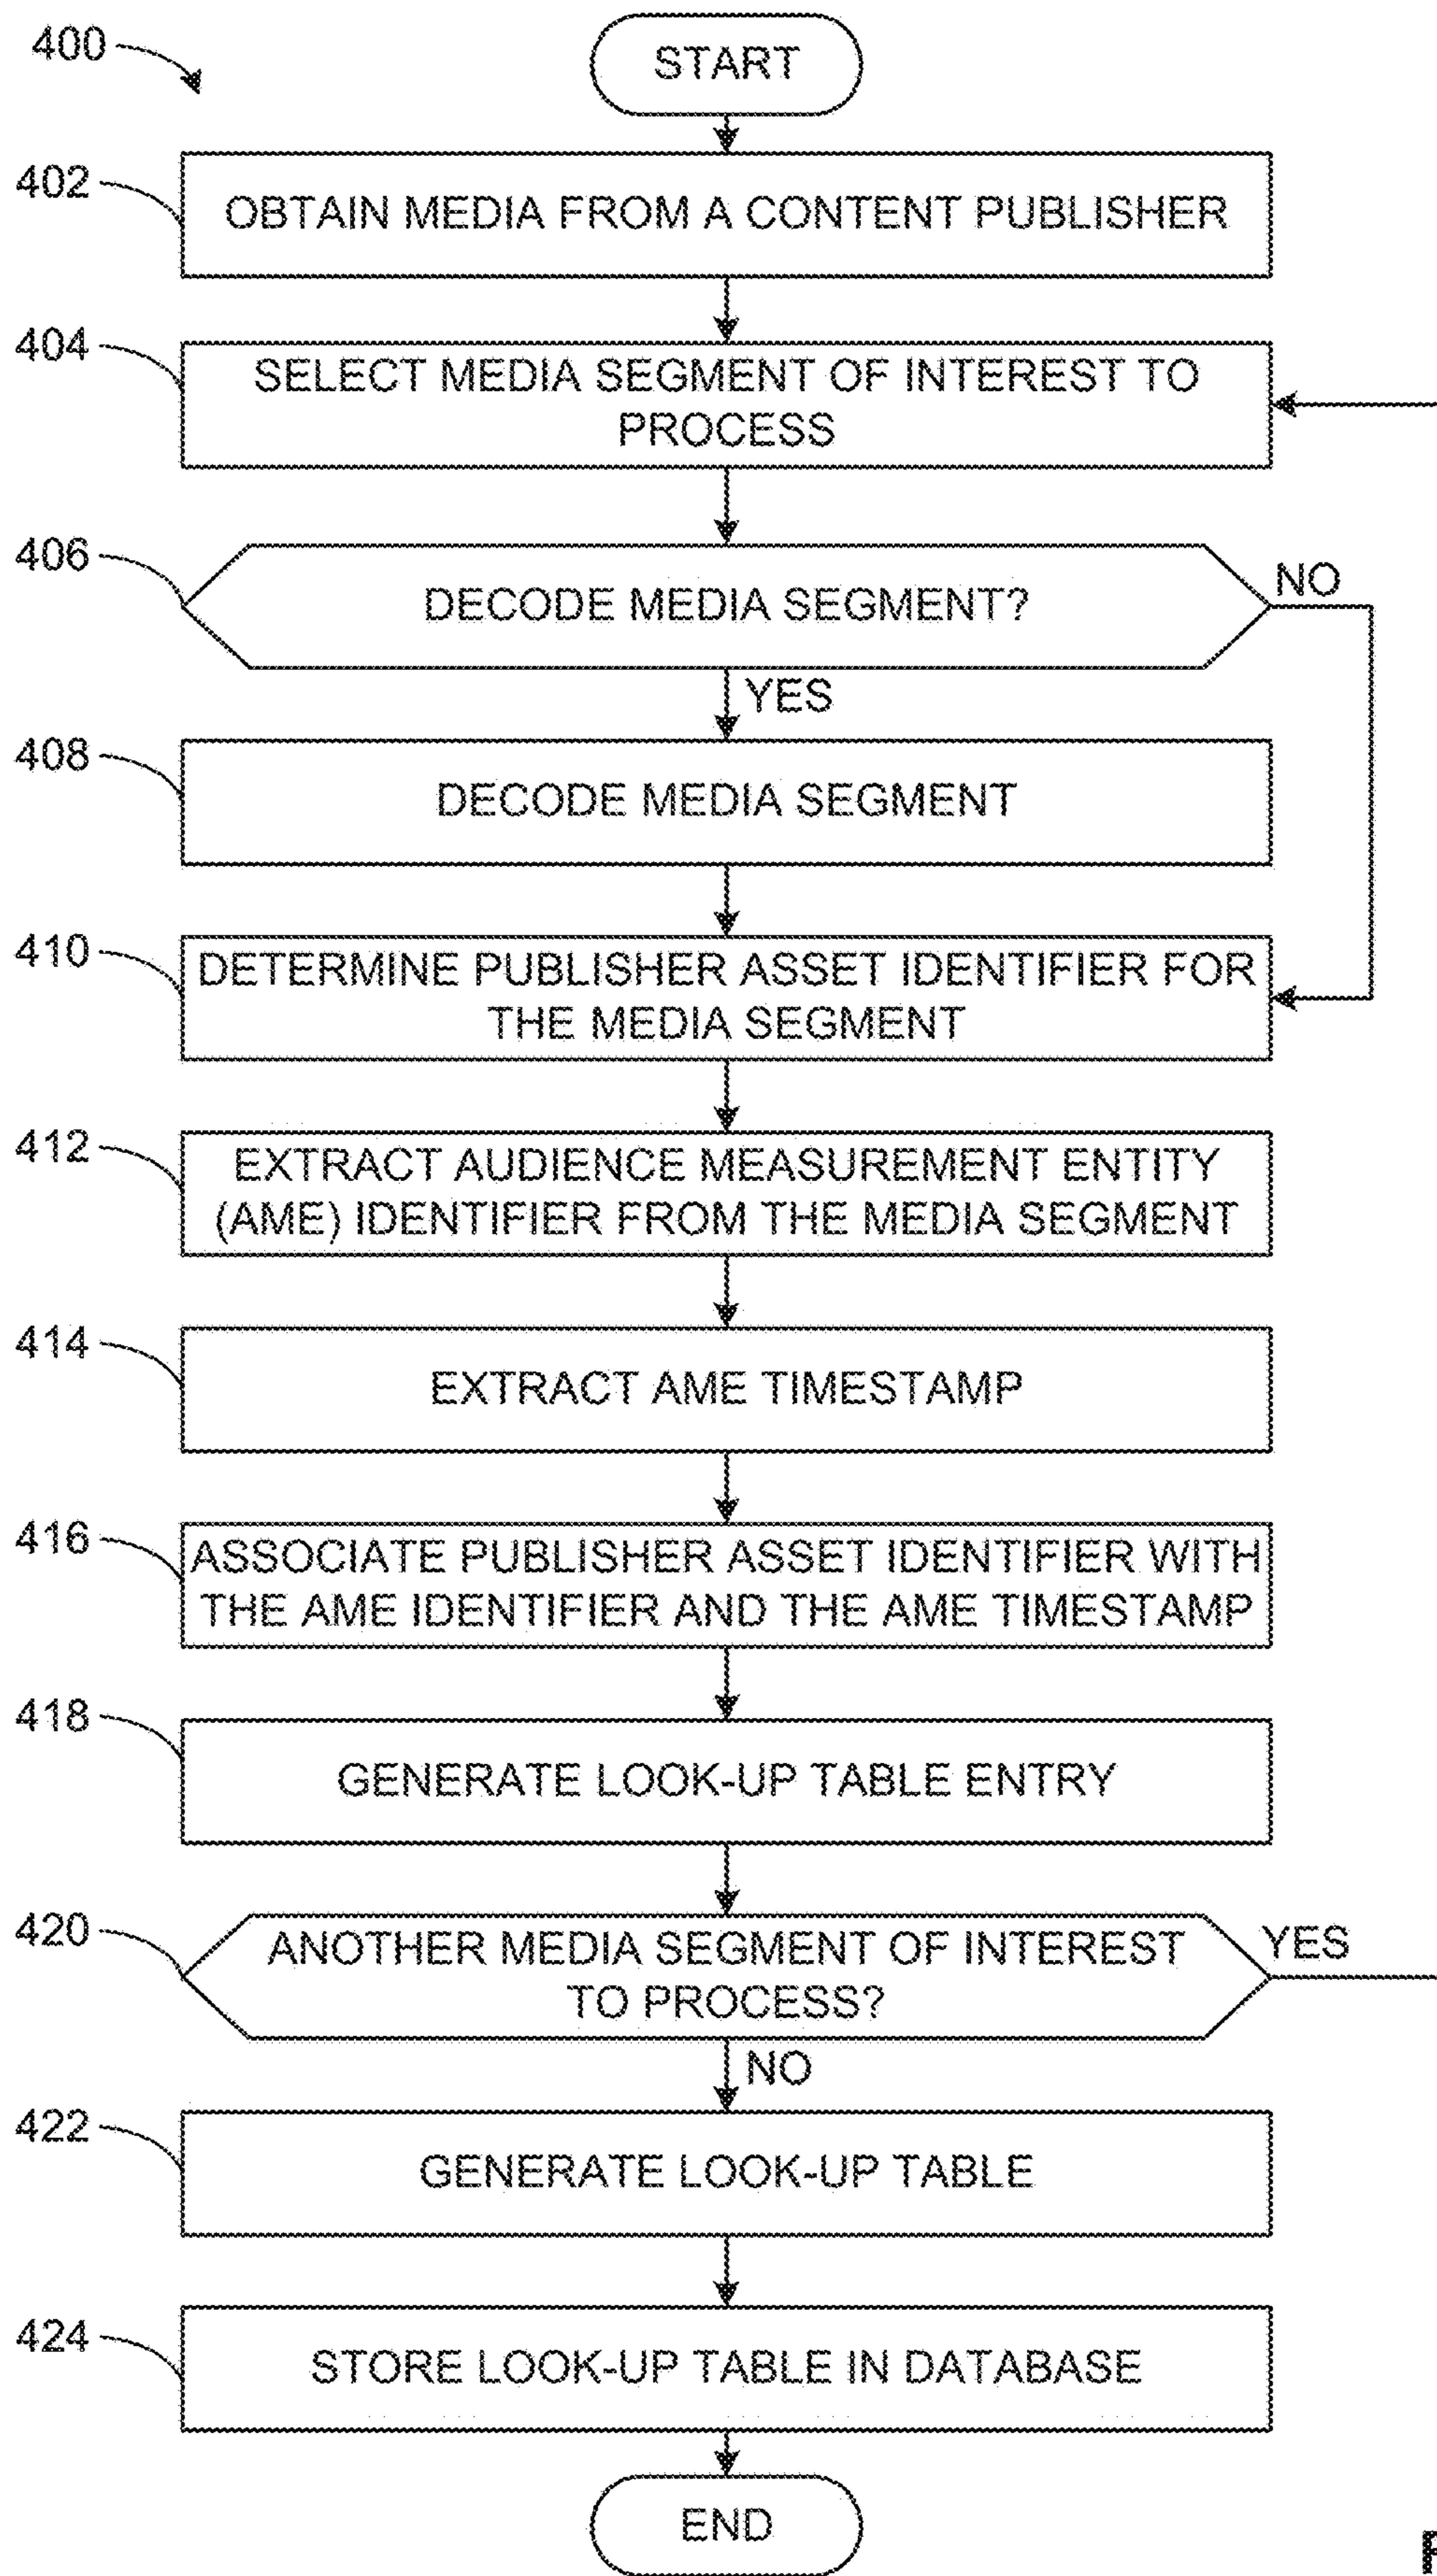 400
START
402
OBTAIN MEDIA FROM A CONTENT PUBLISHER
404
SELECT MEDIA SEGMENT OF INTEREST TO
PROCESS
406
DECODE MEDIA SEGMENT?
NO
YES
408
DECODE MEDIA SEGMENT
410
DETERMINE PUBLISHER ASSET IDENTIFIER FOR
THE MEDIA SEGMENT
412
EXTRACT AUDIENCE MEASUREMENT ENTITY
(AME) IDENTIFIER FROM THE MEDIA SEGMENT
414
EXTRACT AME TIMESTAMP
416
ASSOCIATE PUBLISHER ASSET IDENTIFIER WITH
THE AME IDENTIFIER AND THE AME TIMESTAMP
418
GENERATE LOOK-UP TABLE ENTRY
420
ANOTHER MEDIA SEGMENT OF INTEREST
TO PROCESS?
YES
NO
422
GENERATE LOOK-UP TABLE
424
STORE LOOK-UP TABLE IN DATABASE
END